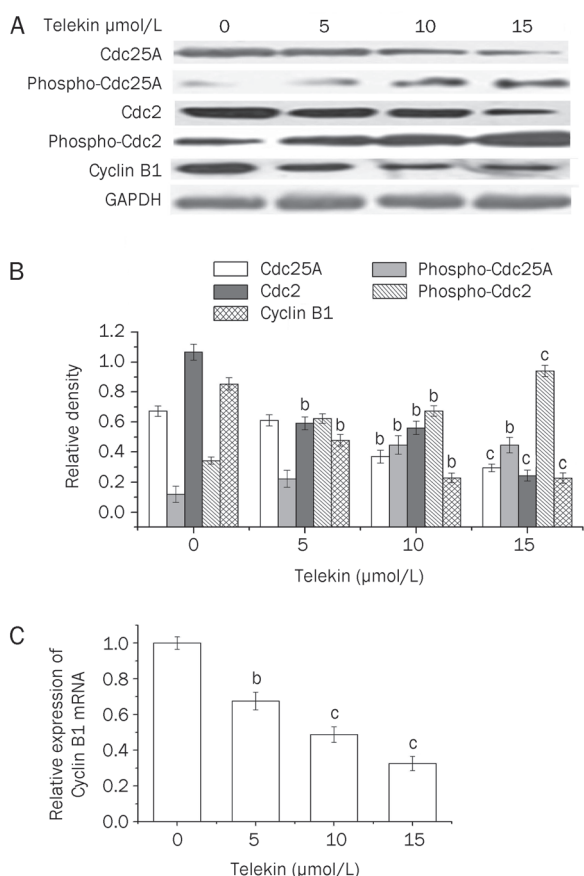 A
Telekin µmol/L 0 5 10 15
Cdc25A
Phospho-Cdc25A
Cdc2
Phospho-Cdc2
Cyclin B1
GAPDH
B
Cdc25A Phospho-Cdc25A
Cdc2 Phospho-Cdc2
Cyclin B1
Relative density
1.2
1.0
0.8
0.6
0.4
0.2
0.0
b b
b b b b b
c b c c c
0 5 10 15
Telekin (µmol/L)
C
Relative expression of
Cyclin B1 mRNA
1.0
0.8
0.6
0.4
0.2
0.0
b c c
0 5 10 15
Telekin (µmol/L)